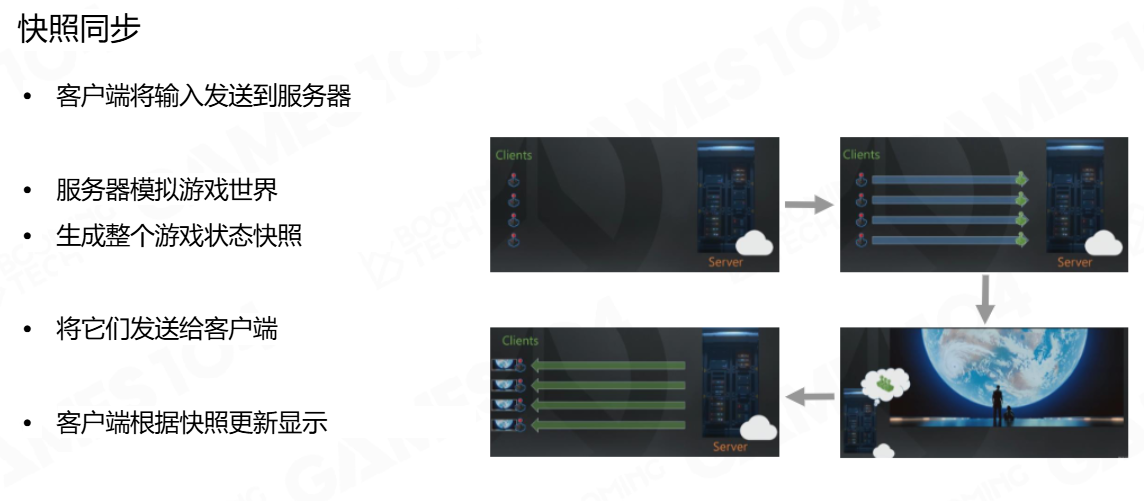 快照同步
• 客户端将输入发送到服务器
• 服务器模拟游戏世界
• 生成整个游戏状态快照
• 将它们发送给客户端
• 客户端根据快照更新显示
Clients
Server
Clients
Server
Clients
Server
GAMES104
BOOMING TECH